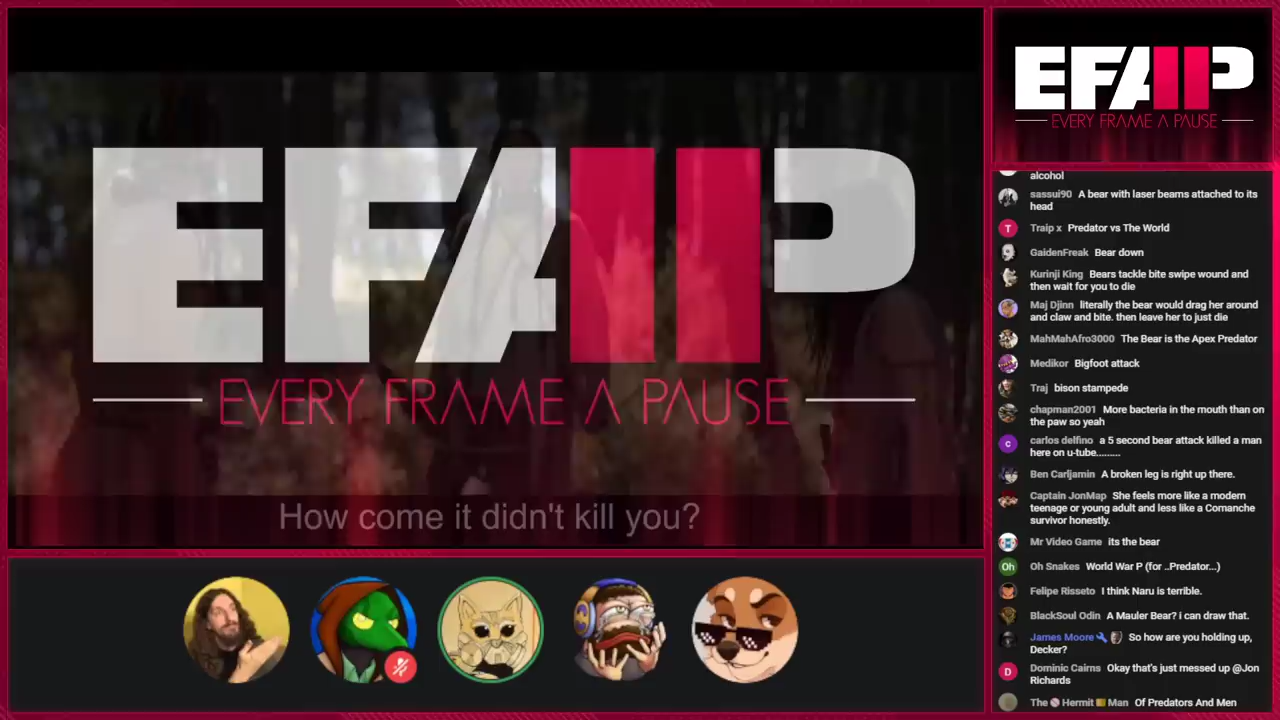 EFAP
EVERY FRAME A PAUSE
How come it didn't kill you?
EFAP
EVERY FRAME A PAUSE
alcohol
sassui90 A bear with laser beams attached to its
head
T
Traip x Predator vs The World
GaidenFreak Bear down
Kurinji King Bears tackle bite swipe wound and
then wait for you to die
Maj Djinn literally the bear would drag her around
and claw and bite. then leave her to just die
MahMahAfro3000 The Bear is the Apex Predator
Medikor Bigfoot attack
Traj bison stampede
chapman2001 More bacteria in the mouth than on
the paw so yeah
c
carlos delfino a 5 second bear attack killed a man
here on u-tube.........
Ben Carljamin A broken leg is right up there.
Captain JonMap She feels more like a modern
teenage or young adult and less like a Comanche
survivor honestly.
Mr Video Game its the bear
Oh
Oh Snakes World War P (for ..Predator...)
Felipe Risseto I think Naru is terrible.
BlackSoul Odin A Mauler Bear? i can draw that.
James Moore So how are you holding up,
Decker?
D
Dominic Cairns Okay that's just messed up @Jon
Richards
The Hermit Man Of Predators And Men